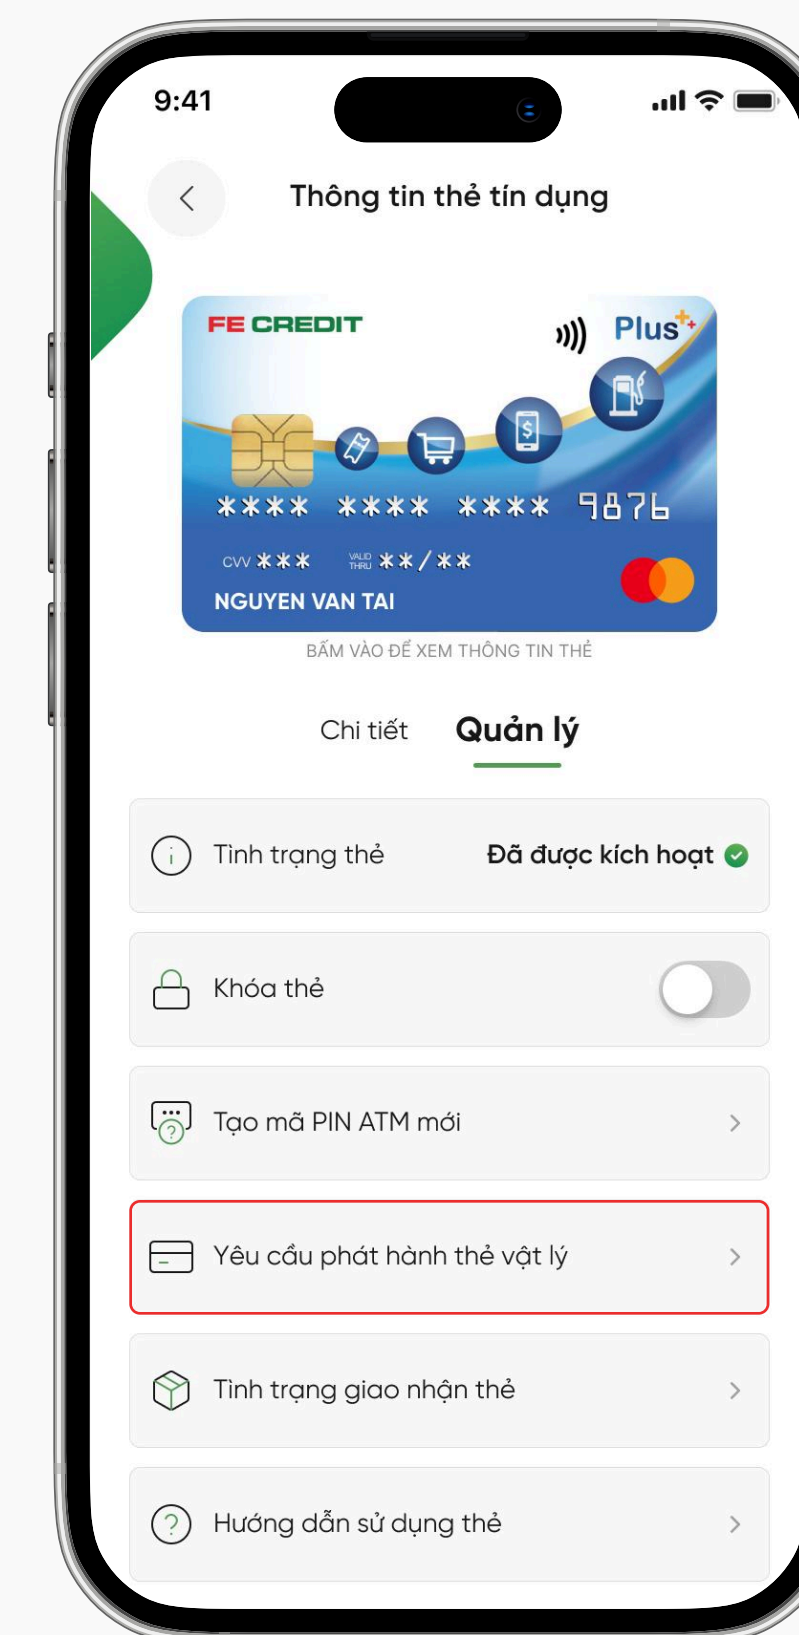 9:41
Thông tin thẻ tín dụng
FE CREDIT
Plus
**** **** **** 9876
CVV *** VALID THRU **/**
NGUYEN VAN TAI
BẤM VÀO ĐỂ XEM THÔNG TIN THẺ
Chi tiết Quản lý
Tình trạng thẻ Đã được kích hoạt
Khóa thẻ
Tạo mã PIN ATM mới
Yêu cầu phát hành thẻ vật lý
Tình trạng giao nhận thẻ
Hướng dẫn sử dụng thẻ